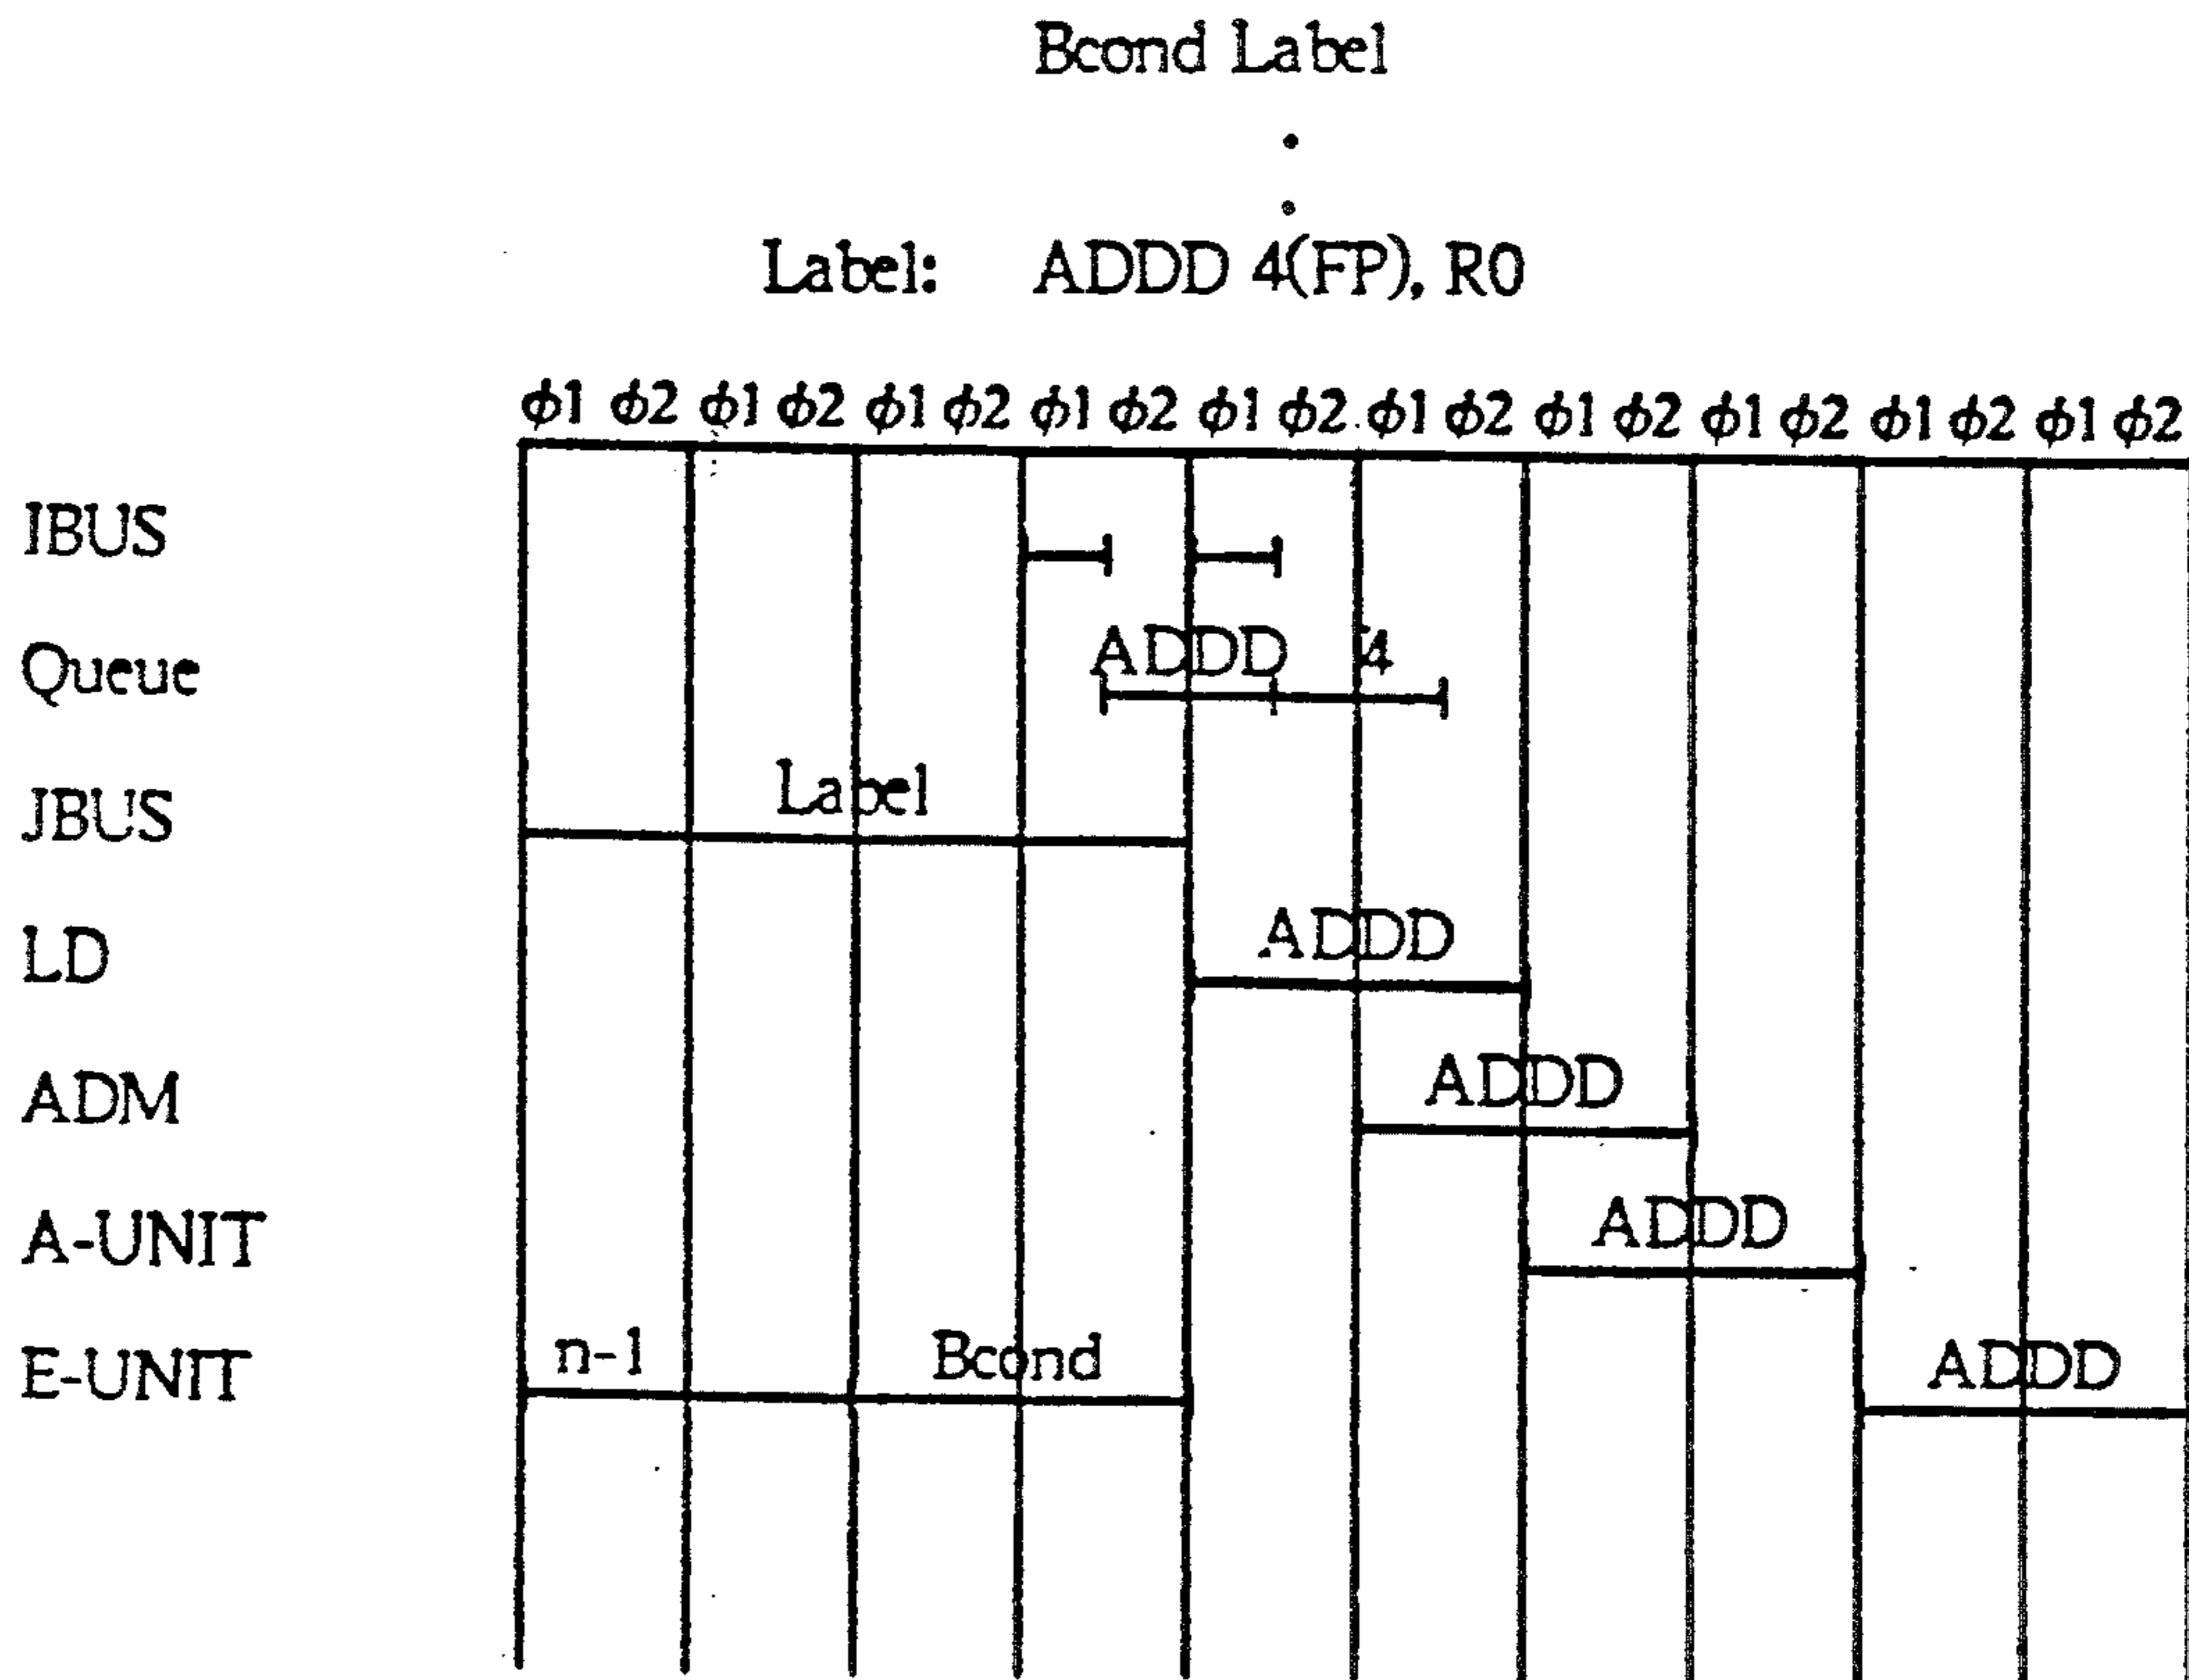 Bcond Label
.
.
Label: ADDD 4(FP), R0
ϕ1 ϕ2 ϕ1 ϕ2 ϕ1 ϕ2 ϕ1 ϕ2 ϕ1 ϕ2 ϕ1 ϕ2 ϕ1 ϕ2 ϕ1 ϕ2 ϕ1 ϕ2 ϕ1 ϕ2
IBUS
Queue ADDD 4
JBUS Label
LD ADDD
ADM ADDD
A-UNIT ADDD
E-UNIT n-1 Bcond ADDD